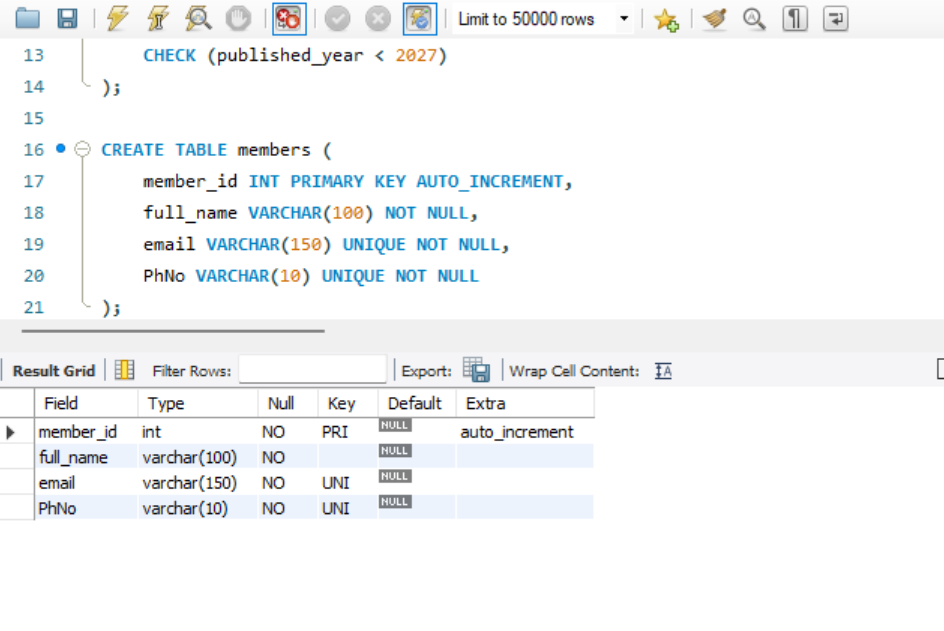 Limit to 50000 rows
13 CHECK (published_year < 2027)
14 );
15
16 CREATE TABLE members (
17 member_id INT PRIMARY KEY AUTO_INCREMENT,
18 full_name VARCHAR(100) NOT NULL,
19 email VARCHAR(150) UNIQUE NOT NULL,
20 PhNo VARCHAR(10) UNIQUE NOT NULL
21 );
Result Grid Filter Rows: Export: Wrap Cell Content:
Field Type Null Key Default Extra
member_id int NO PRI NULL auto_increment
full_name varchar(100) NO NULL
email varchar(150) NO UNI NULL
PhNo varchar(10) NO UNI NULL